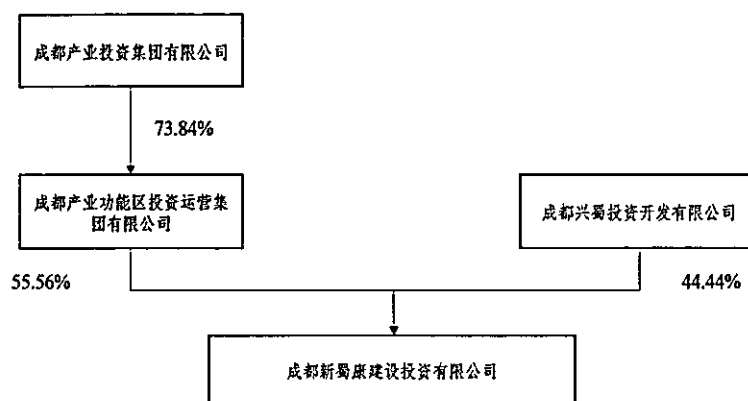 成都产业投资集团有限公司
73.84%
成都产业功能区投资运营集
团有限公司
成都兴蜀投资开发有限公司
55.56%
44.44%
成都新蜀康建设投资有限公司